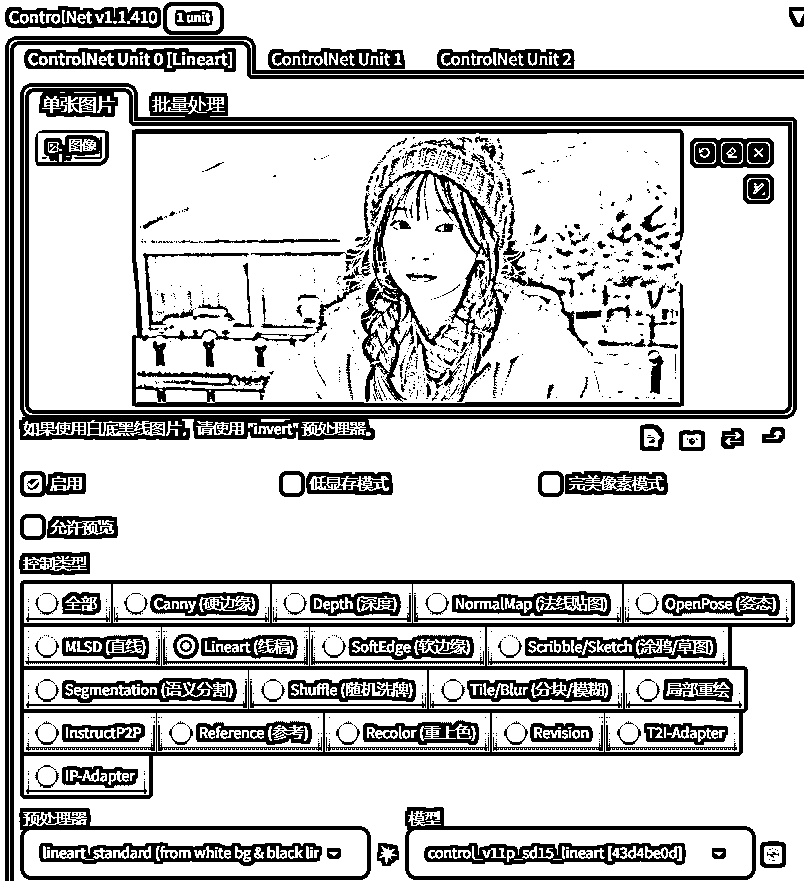 ControlNet v1.1.410 1 unit
ControlNet Unit 0 [Lineart] ControlNet Unit 1 ControlNet Unit 2
单张图片 批量处理
图像
如果使用白底黑线图片，请使用 "invert" 预处理器。
启用 低显存模式 完美像素模式
允许预览
控制类型
全部 Canny (硬边缘) Depth (深度) NormalMap (法线贴图) OpenPose (姿态)
MLSD (直线) Lineart (线稿) SoftEdge (软边缘) Scribble/Sketch (涂鸦/草图)
Segmentation (语义分割) Shuffle (随机洗牌) Tile/Blur (分块/模糊) 局部重绘
InstructP2P Reference (参考) Recolor (重上色) Revision T2I-Adapter
IP-Adapter
预处理器 模型
lineart_standard (from white bg & black lin control_v11p_sd15_lineart [43d4be0d]